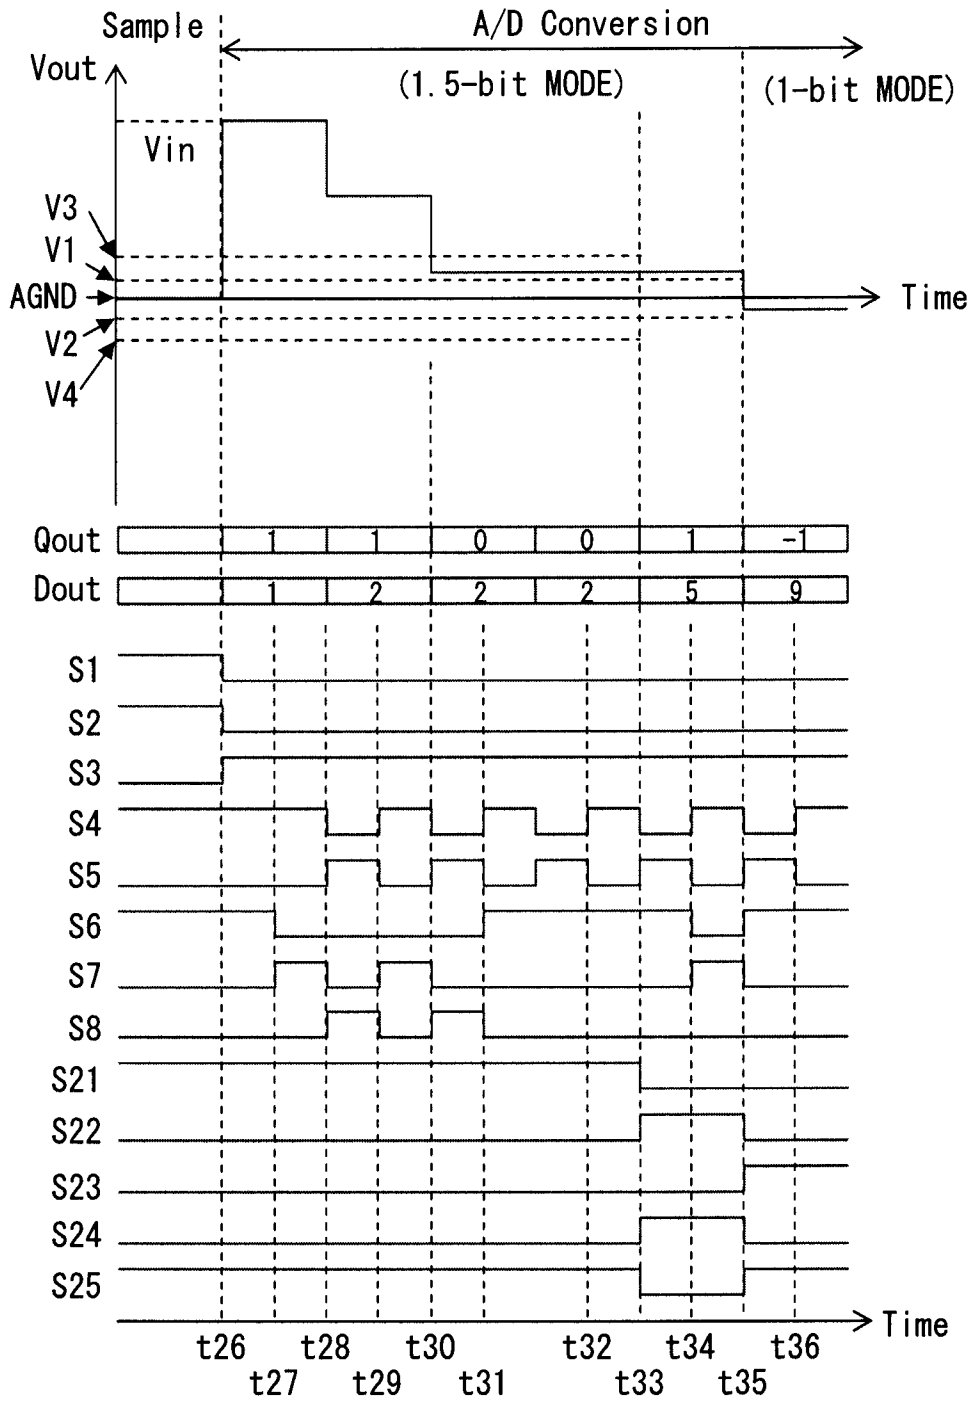 Sample
A/D Conversion
Vout
(1.5-bit MODE)
(1-bit MODE)
Vin
V3
V1
AGND
Time
V2
V4
Qout 1 1 0 0 1 -1
Dout 1 2 2 2 5 9
S1
S2
S3
S4
S5
S6
S7
S8
S21
S22
S23
S24
S25
Time
t26 t28 t30 t32 t34 t36
t27 t29 t31 t33 t35